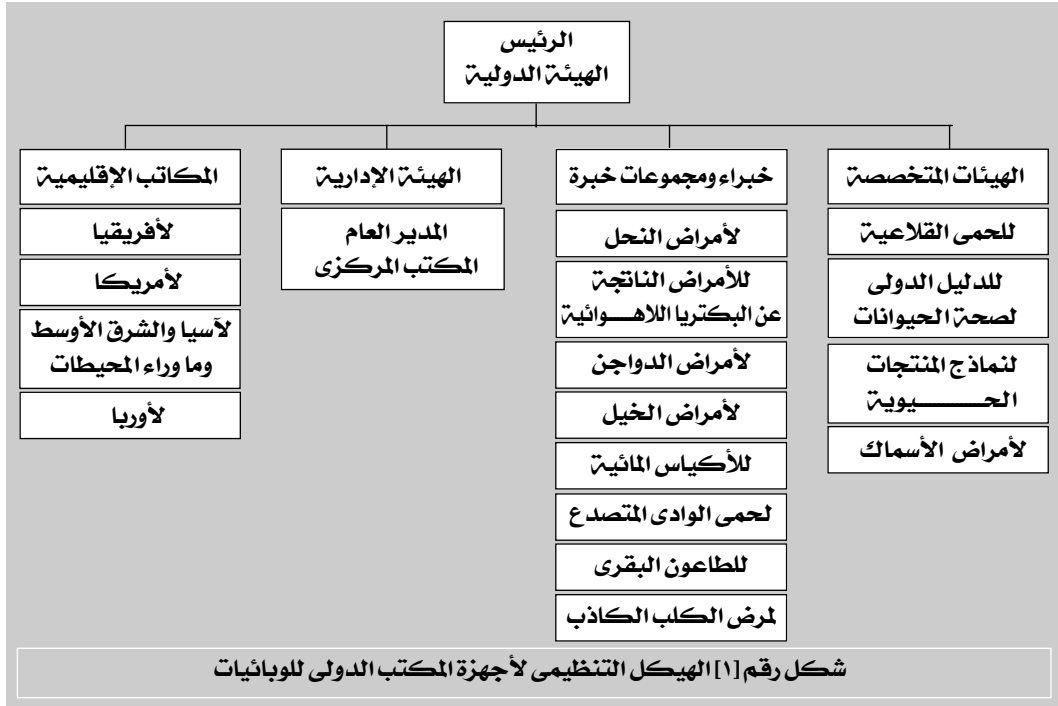 الرئيس
الهيئة الدولية
الهيئات المتخصصة
للحمى القلاعية
للدليل الدولى
لصحة الحيوانات
لنماذج المنتجات
الحـــــــيوية
لأمراض الأسماك
خبراء ومجموعات خبرة
لأمراض النحل
للأمراض الناتجة
عن البكتريا اللاهـــوائية
لأمراض الدواجن
لأمراض الخيل
للأكياس المائية
لحمى الوادى المتصدع
للطاعون البقرى
لمرض الكلب الكاذب
الهيئة الإدارية
المدير العام
المكتب المركزى
المكاتب الإقليمية
لأفريقيا
لأمريكا
لآسيا والشرق الأوسط
وما وراء المحيطات
لأوربا
شكل رقم [١] الهيكل التنظيمى لأجهزة المكتب الدولى للوبائيات